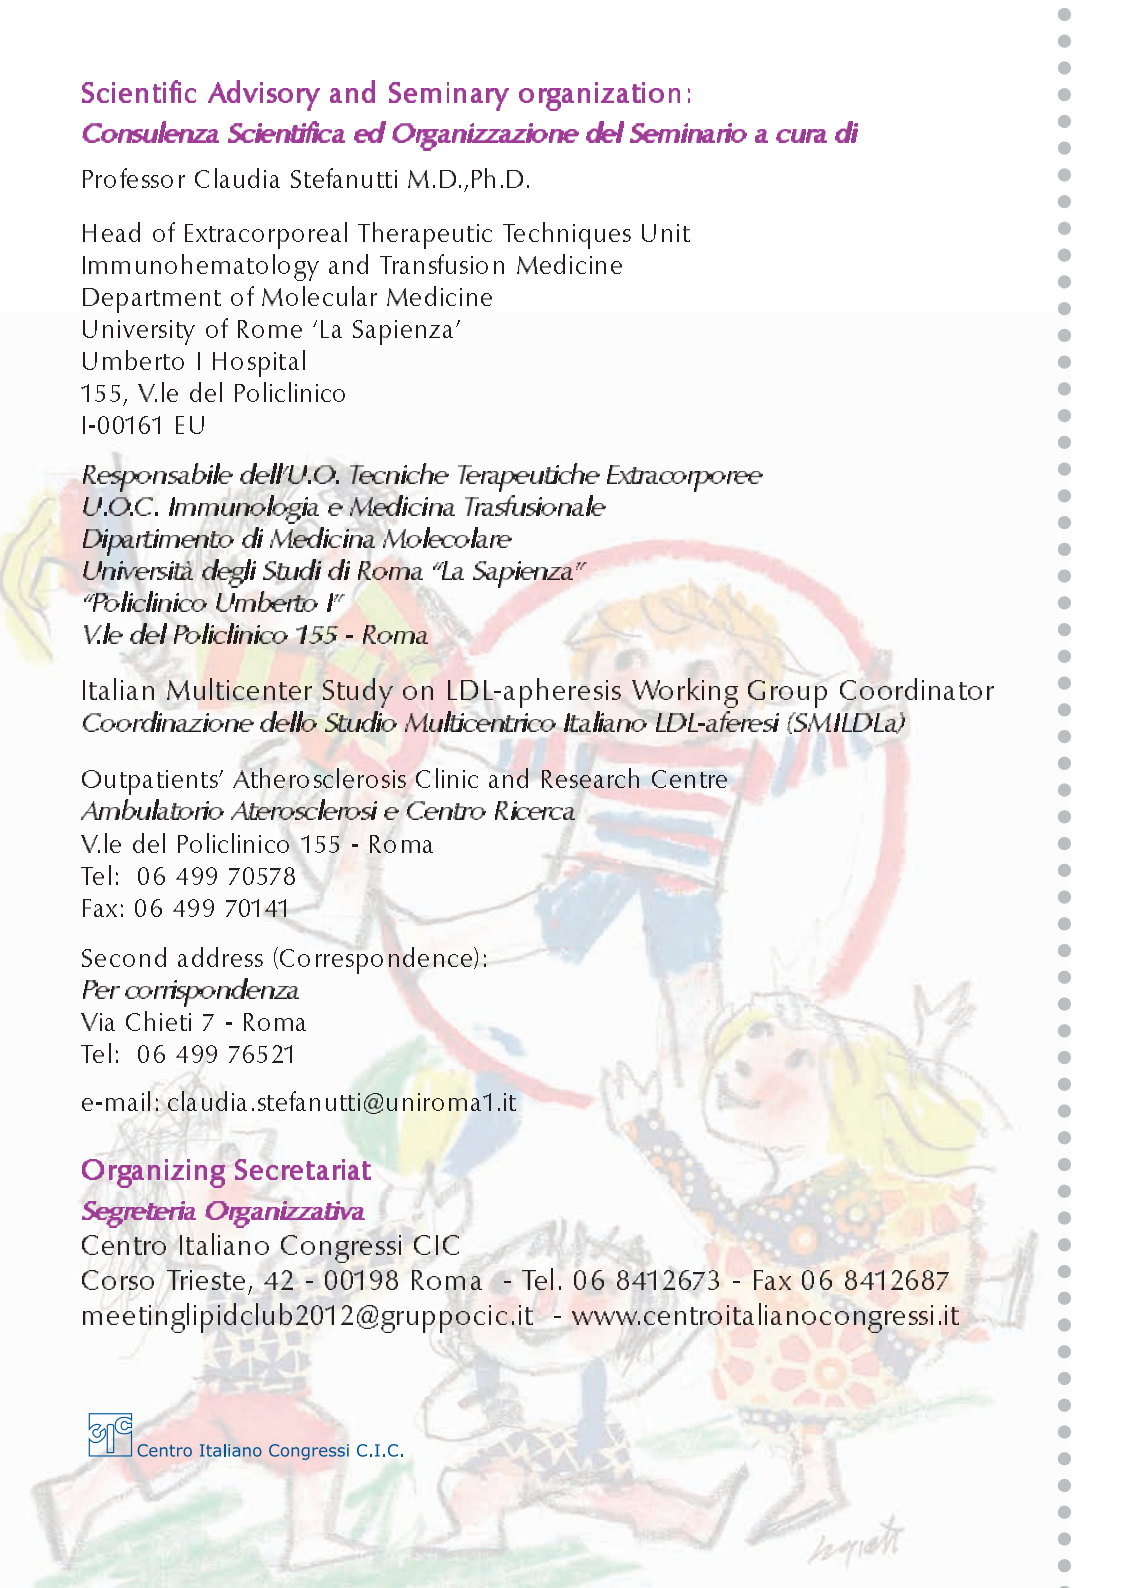 Scientific Advisory and Seminary organization:
Consulenza Scientifica ed Organizzazione del Seminario a cura di
Professor Claudia Stefanutti M.D.,Ph.D.
Head of Extracorporeal Therapeutic Techniques Unit
Immunohematology and Transfusion Medicine
Department of Molecular Medicine
University of Rome ‘La Sapienza’
Umberto I Hospital
155, V.le del Policlinico
I-00161 EU
Responsabile dell’U.O. Tecniche Terapeutiche Extracorporee
U.O.C. Immunologia e Medicina Trasfusionale
Dipartimento di Medicina Molecolare
Università degli Studi di Roma “La Sapienza”
“Policlinico Umberto I”
V.le del Policlinico 155 - Roma
Italian Multicenter Study on LDL-apheresis Working Group Coordinator
Coordinazione dello Studio Multicentrico Italiano LDL-aferesi (SMILDLa)
Outpatients’ Atherosclerosis Clinic and Research Centre
Ambulatorio Aterosclerosi e Centro Ricerca
V.le del Policlinico 155 - Roma
Tel: 06 499 70578
Fax: 06 499 70141
Second address (Correspondence):
Per corrispondenza
Via Chieti 7 - Roma
Tel: 06 499 76521
e-mail: claudia.stefanutti@uniroma1.it
Organizing Secretariat
Segreteria Organizzativa
Centro Italiano Congressi CIC
Corso Trieste, 42 - 00198 Roma - Tel. 06 8412673 - Fax 06 8412687
meetinglipidclub2012@gruppocic.it - www.centroitalianocongressi.it
cic Centro Italiano Congressi C.I.C.